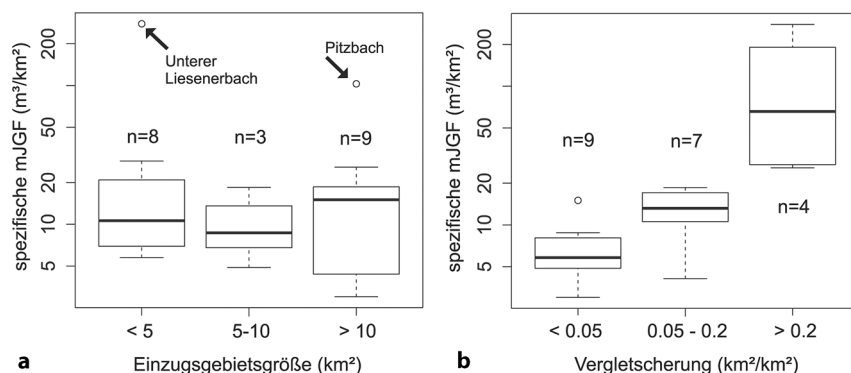 spezifische mJGF (m³/km²)
200
50
20
10
5
Unterer
Liesenerbach
Pitzbach
n=8
n=3
n=9
< 5
5-10
> 10
a
Einzugsgebietsgröße (km²)
spezifische mJGF (m³/km²)
200
50
20
10
5
n=9
n=7
n=4
< 0.05
0.05 - 0.2
> 0.2
b
Vergletscherung (km²/km²)